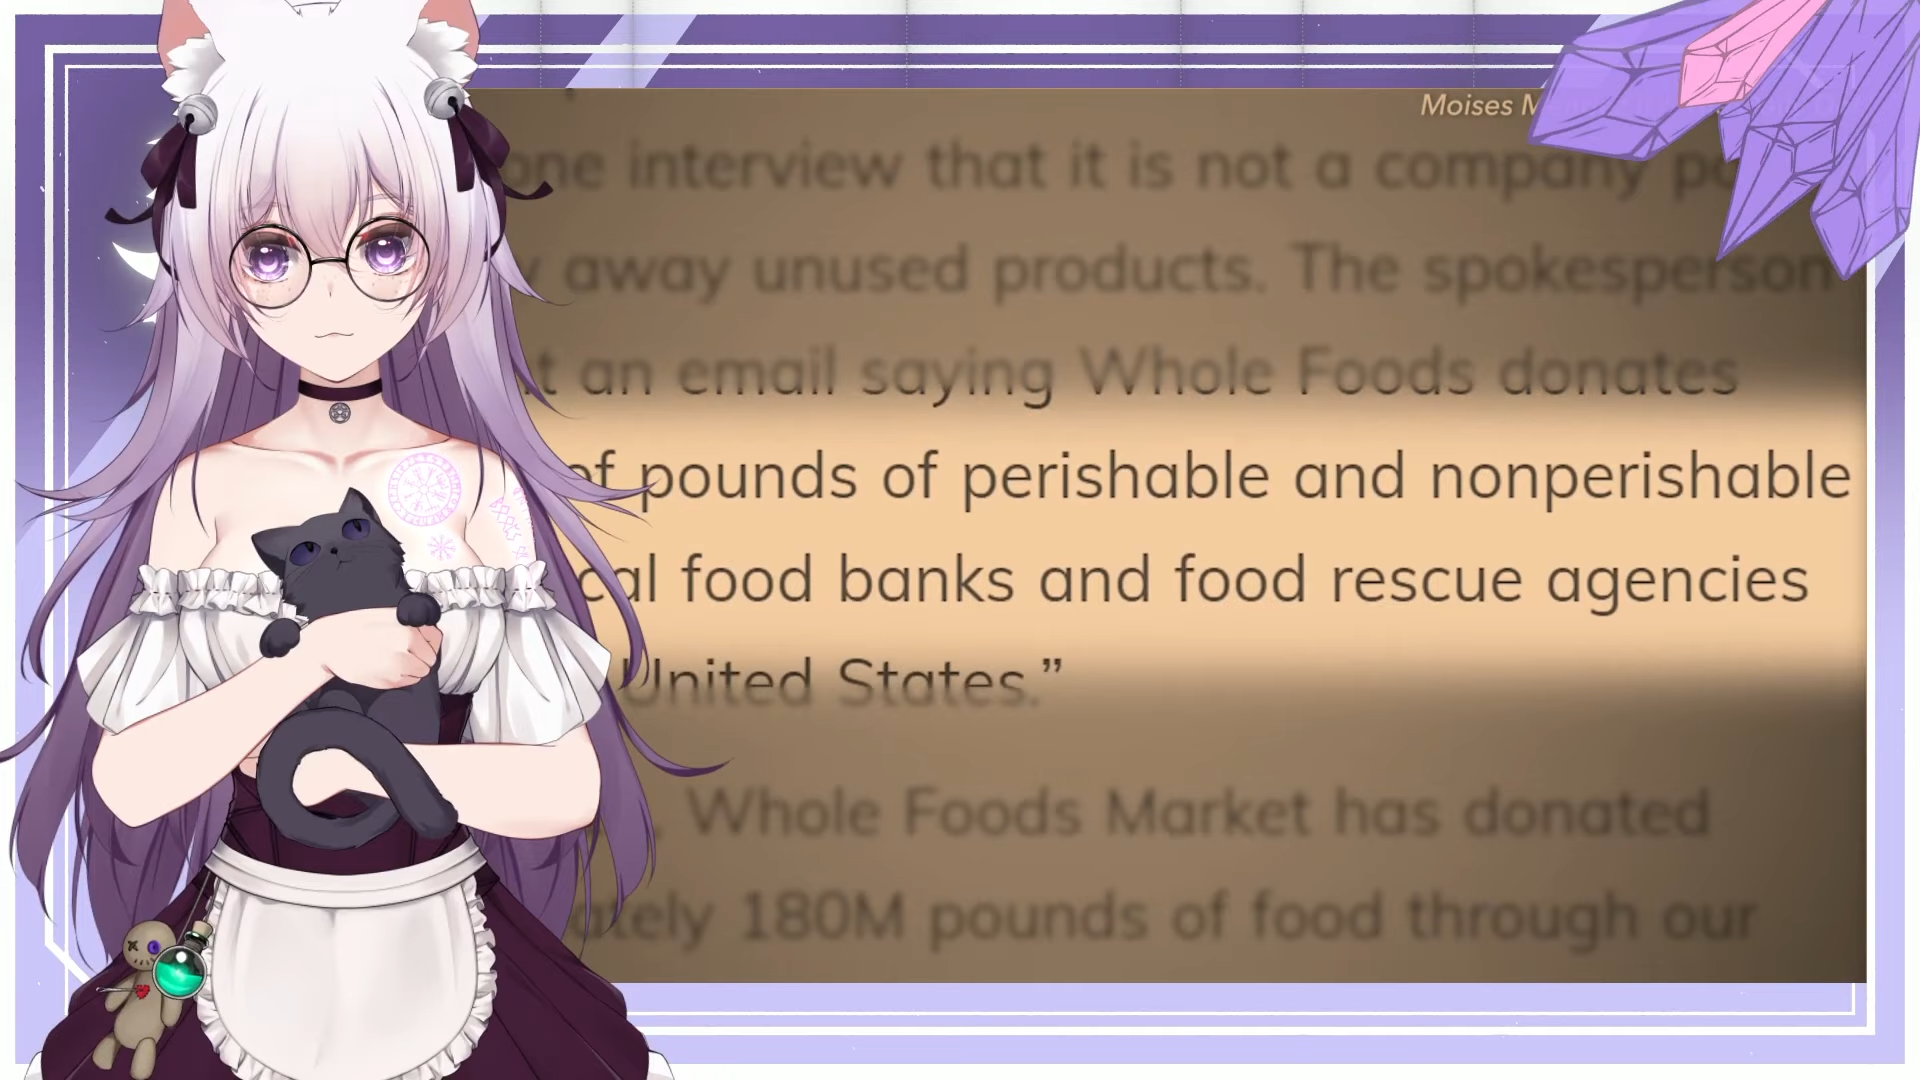 Moises
one interview that it is not a company
away unused products. The spokesperson
an email saying Whole Foods donates
of pounds of perishable and nonperishable
food banks and food rescue agencies
United States.”
Whole Foods Market has donated
180M pounds of food through our